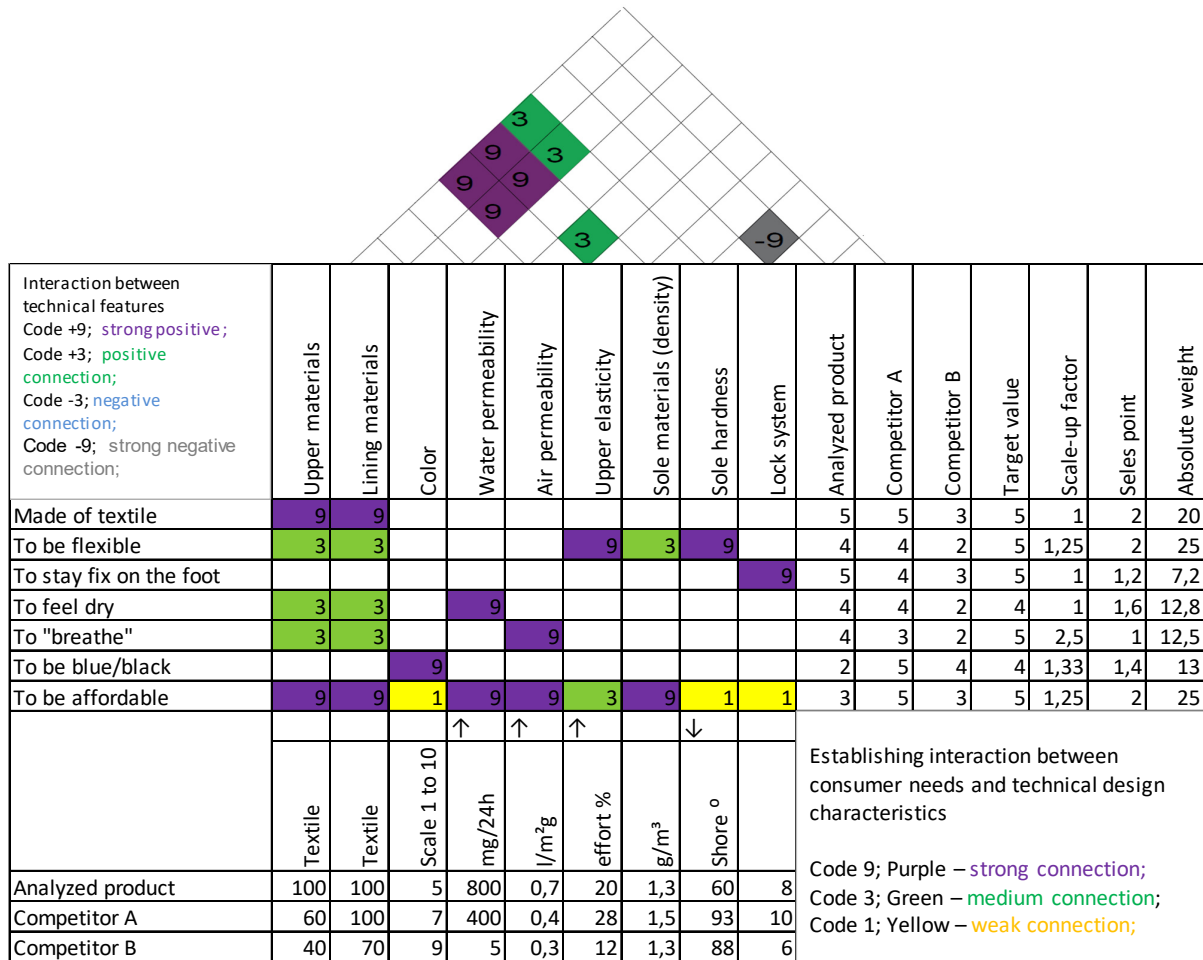 3
9
3
9
9
9
3
-9
Interaction between
technical features
Code +9; strong positive;
Code +3; positive
connection;
Code -3; negative
connection;
Code -9; strong negative
connection;
Upper materials
Lining materials
Color
Water permeability
Air permeability
Upper elasticity
Sole materials (density)
Sole hardness
Lock system
Analyzed product
Competitor A
Competitor B
Target value
Scale-up factor
Seles point
Absolute weight
Made of textile 9 9 5 5 3 5 1 2 20
To be flexible 3 3 9 3 9 4 4 2 5 1,25 2 25
To stay fix on the foot 9 5 4 3 5 1 1,2 7,2
To feel dry 3 3 9 4 4 2 4 1 1,6 12,8
To "breathe" 3 3 9 4 3 2 5 2,5 1 12,5
To be blue/black 9 2 5 4 4 1,33 1,4 13
To be affordable 9 9 1 9 9 3 9 1 1 3 5 3 5 1,25 2 25
↑ ↑ ↑ ↓
Textile
Textile
Scale 1 to 10
mg/24h
l/m²g
effort %
g/m³
Shore º
Analyzed product 100 100 5 800 0,7 20 1,3 60 8
Competitor A 60 100 7 400 0,4 28 1,5 93 10
Competitor B 40 70 9 5 0,3 12 1,3 88 6
Establishing interaction between
consumer needs and technical design
characteristics
Code 9; Purple – strong connection;
Code 3; Green – medium connection;
Code 1; Yellow – weak connection;